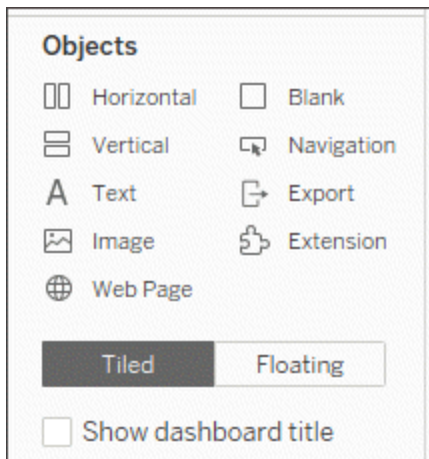 Objects
Horizontal Blank
Vertical Navigation
Text Export
Image Extension
Web Page
Tiled Floating
Show dashboard title